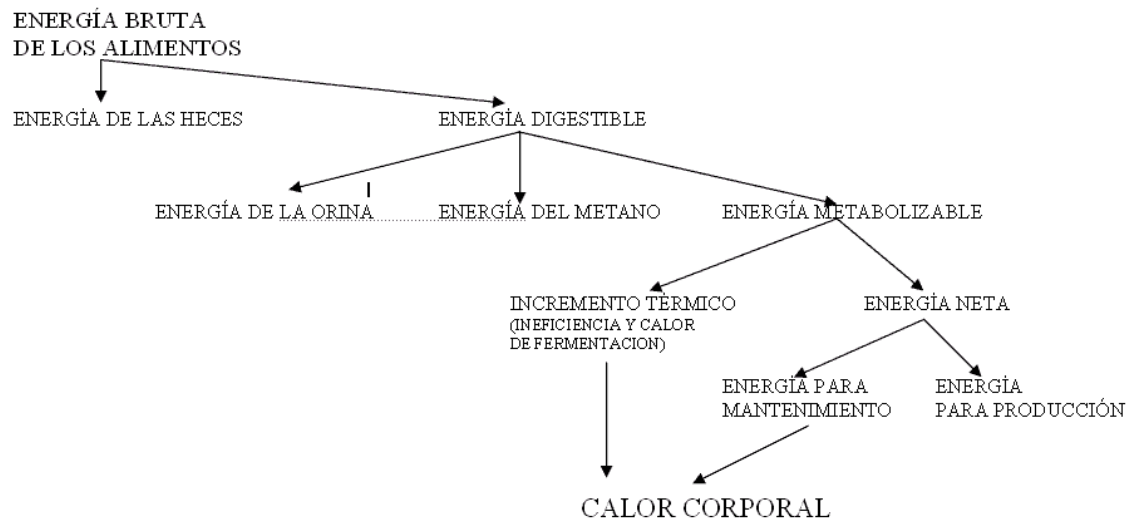 ENERGÍA BRUTA
DE LOS ALIMENTOS
ENERGÍA DE LAS HECES
ENERGÍA DIGESTIBLE
ENERGÍA DE LA ORINA
ENERGÍA DEL METANO
ENERGÍA METABOLIZABLE
INCREMENTO TÉRMICO
(INEFICIENCIA Y CALOR
DE FERMENTACION)
ENERGÍA NETA
ENERGÍA PARA
MANTENIMIENTO
ENERGÍA
PARA PRODUCCIÓN
CALOR CORPORAL